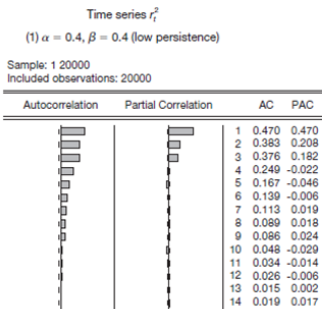 Time series r_t^2
(1) α = 0.4, β = 0.4 (low persistence)
Sample: 1 20000
Included observations: 20000
Autocorrelation Partial Correlation AC PAC
1 0.470 0.470
2 0.383 0.208
3 0.376 0.182
4 0.249 -0.022
5 0.167 -0.046
6 0.139 -0.006
7 0.113 0.019
8 0.089 0.018
9 0.086 0.024
10 0.048 -0.029
11 0.034 -0.014
12 0.026 -0.006
13 0.015 0.002
14 0.019 0.017